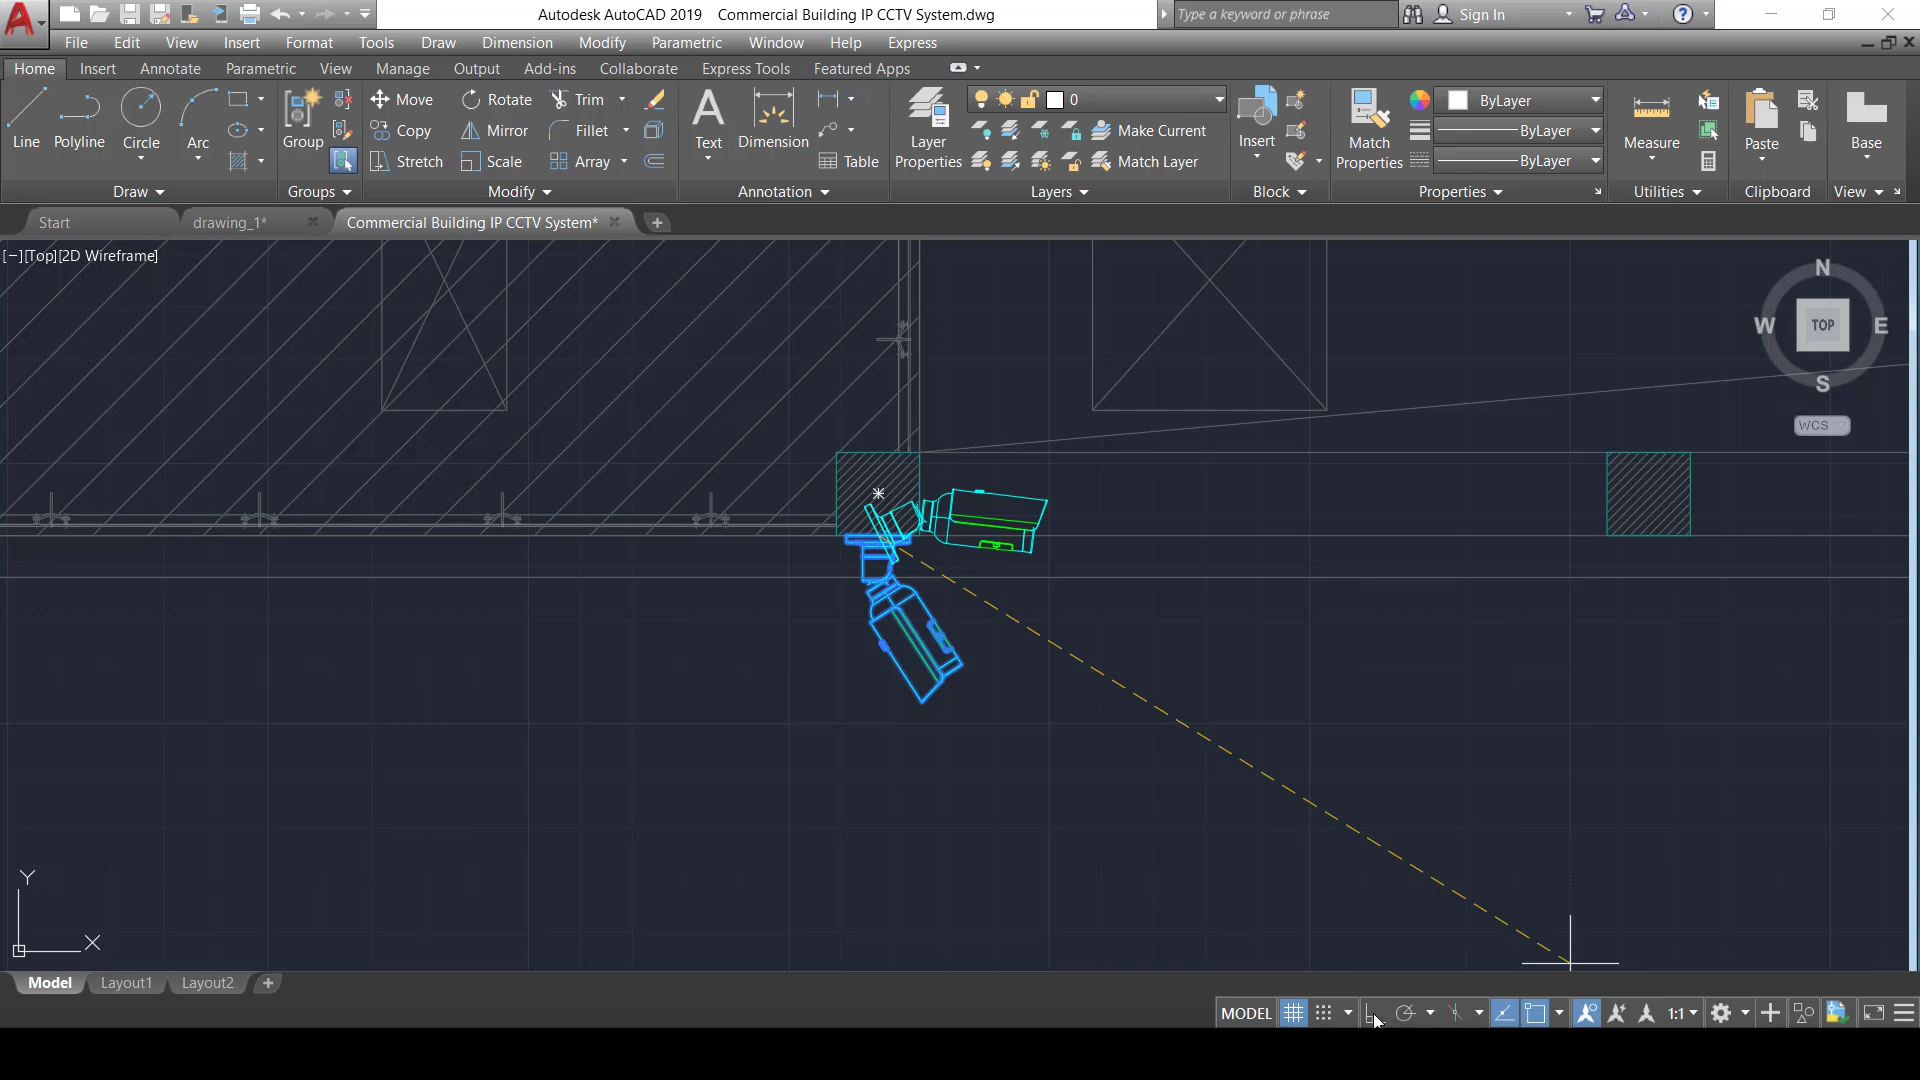 Autodesk AutoCAD 2019 Commercial Building IP CCTV System.dwg Type a keyword or phrase Sign In
File Edit View Insert Format Tools Draw Dimension Modify Parametric Window Help Express
Home Insert Annotate Parametric View Manage Output Add-ins Collaborate Express Tools Featured Apps
Line Polyline Circle Arc Group Move Rotate Trim Text Dimension Layer Properties 0 Insert Match Properties ByLayer Measure Paste Base
Copy Mirror Fillet Make Current ByLayer
Stretch Scale Array Table Match Layer ByLayer
Draw Groups Modify Annotation Layers Block Properties Utilities Clipboard View
Start drawing_1* Commercial Building IP CCTV System*
[−][Top][2D Wireframe]
N
W TOP E
S
WCS
Y
X
Model Layout1 Layout2
MODEL 1:1